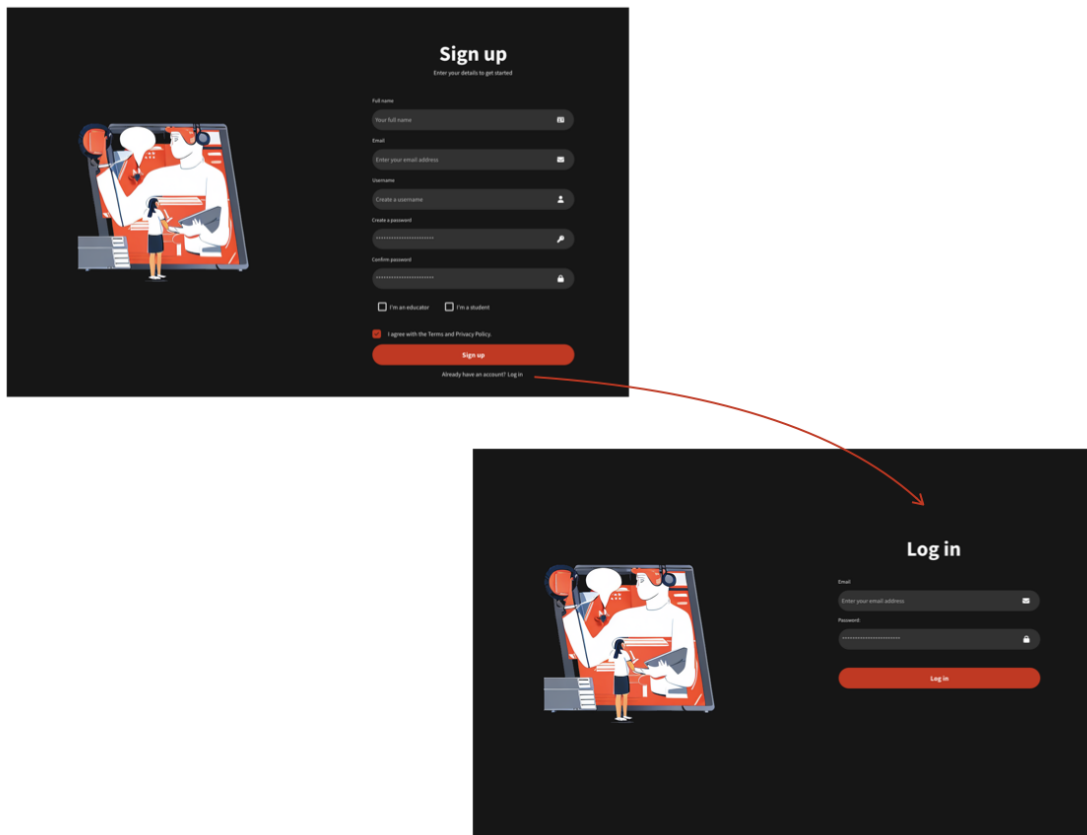 Sign up
Enter your details to get started
Full name
Your full name
Email
Enter your email address
Username
Create a username
Create a password
***********************
Confirm password
***********************
I'm an educator
I'm a student
I agree with the Terms and Privacy Policy.
Sign up
Already have an account? Log in
Log in
Email
Enter your email address
Password
***********************
Log in